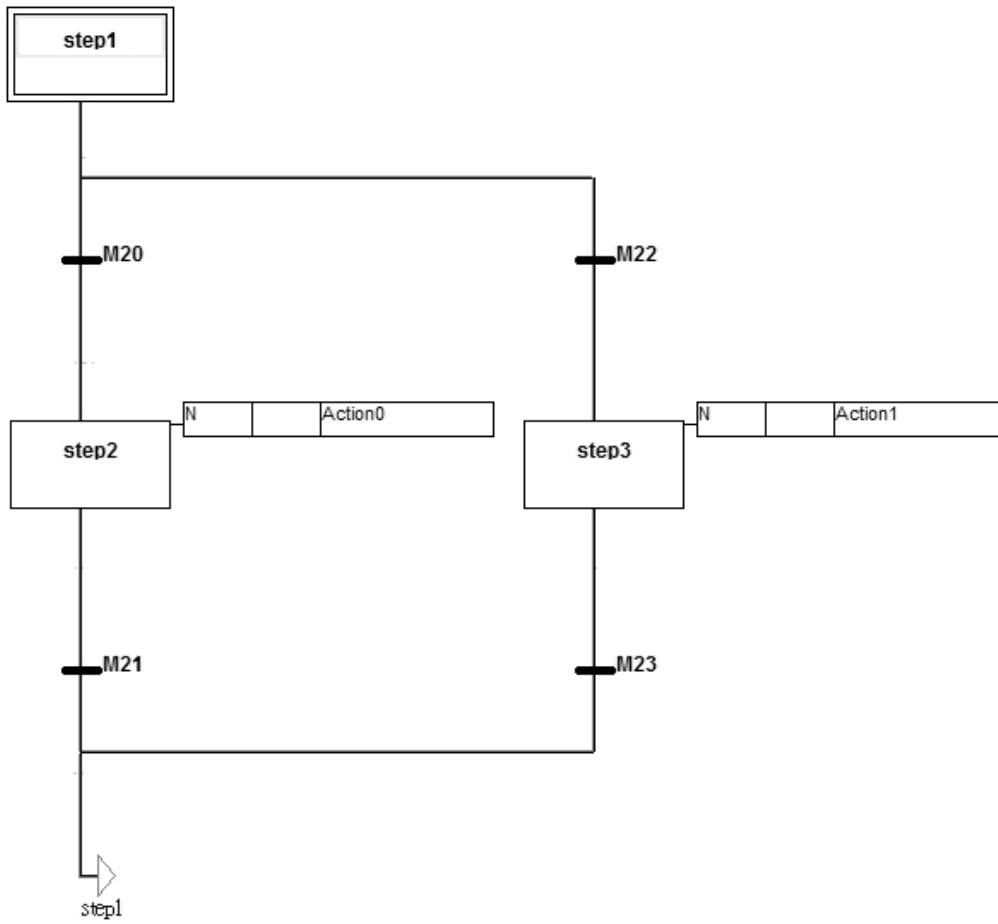 step1
M20
M22
N Action0
N Action1
step2
step3
M21
M23
step1